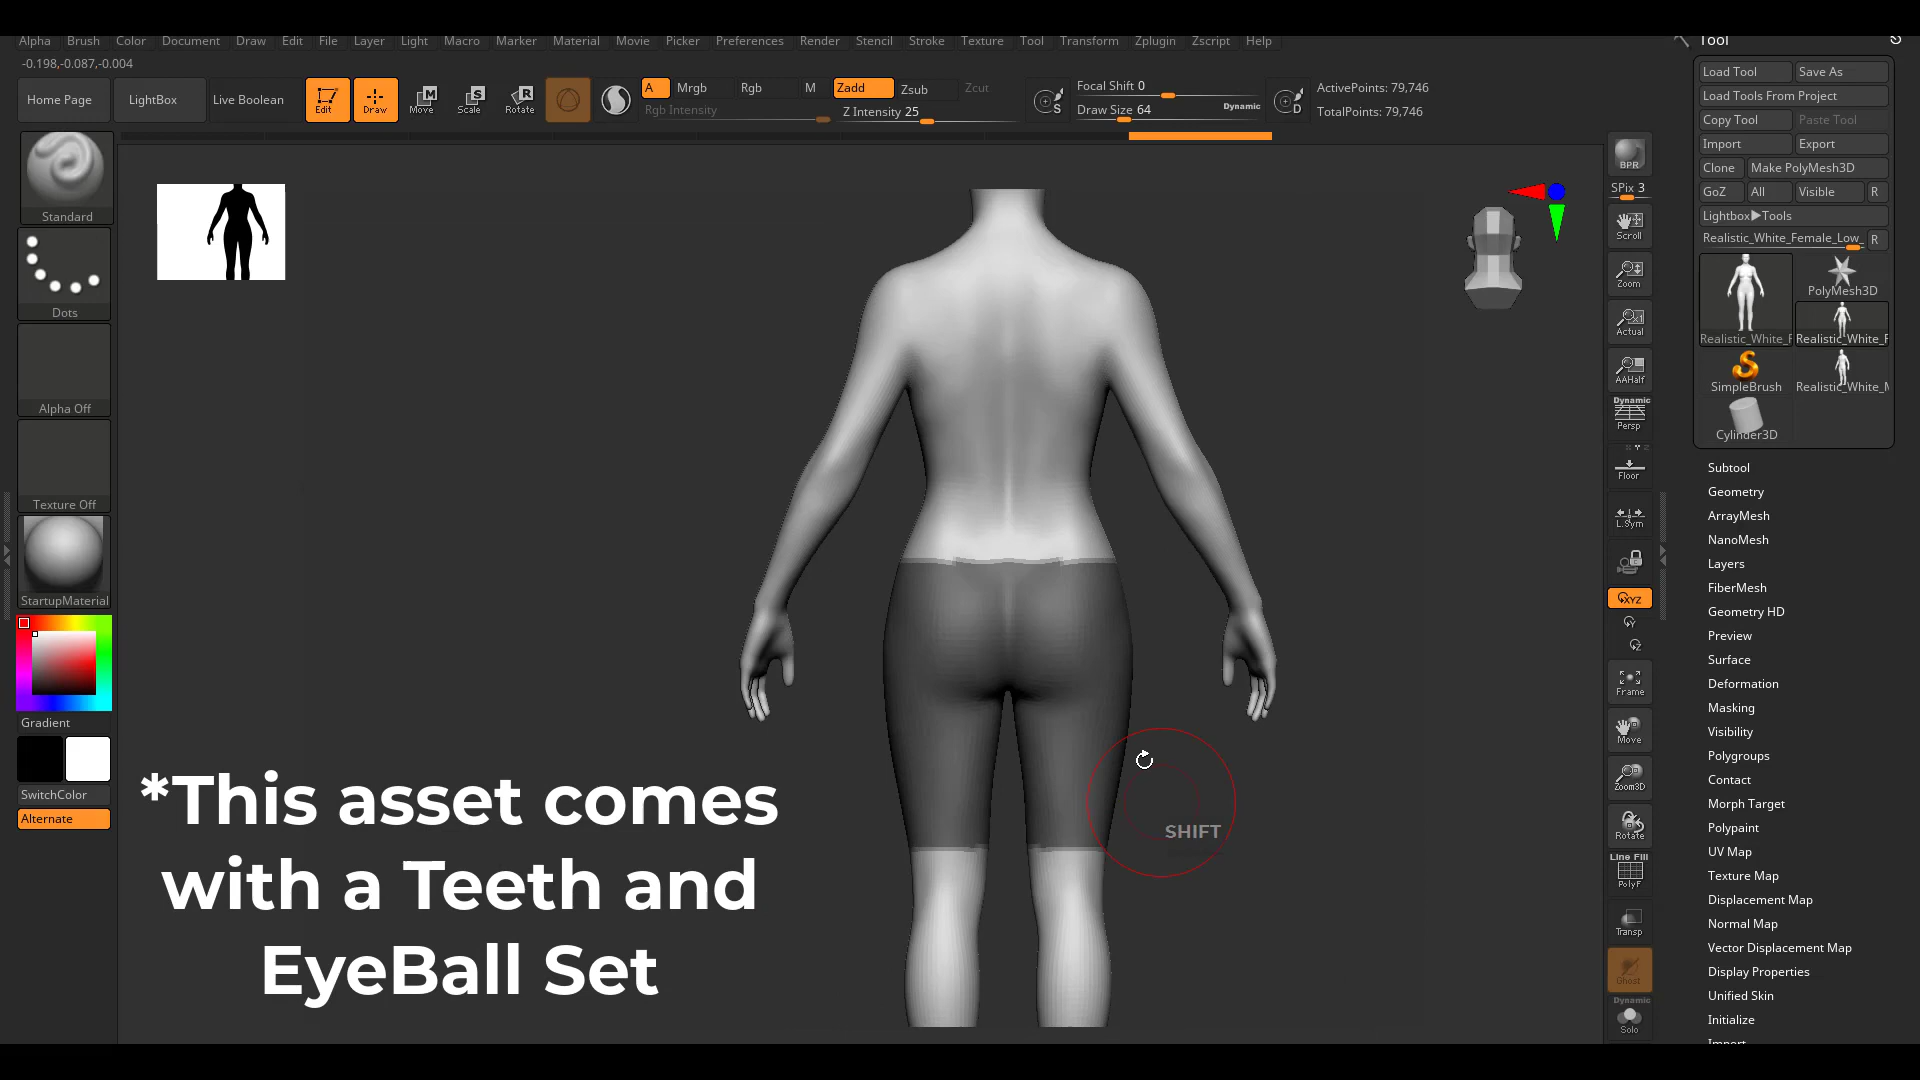 Alpha Brush Color Document Draw Edit File Layer Light Macro Marker Material Movie Picker Preferences Render Stencil Stroke Texture Tool Transform Zplugin Zscript Help
Tool
-0.198,-0.087,-0.004
Home Page
LightBox
Live Boolean
Edit
Draw
Move
Scale
Rotate
A
Mrgb
Rgb
M
Zadd
Zsub
Zcut
Rgb Intensity
Z Intensity 25
Focal Shift 0
Draw Size 64
Dynamic
ActivePoints: 79,746
TotalPoints: 79,746
Standard
Dots
Alpha Off
Texture Off
StartupMaterial
Gradient
SwitchColor
Alternate
*This asset comes
with a Teeth and
EyeBall Set
SHIFT
BPR
SPix 3
Scroll
Zoom
Actual
AAHalf
Dynamic
Persp
Floor
L.Sym
XYZ
Frame
Move
Zoom3D
Rotate
Line Fill
PolyF
Transp
Ghost
Dynamic
Solo
Load Tool
Save As
Load Tools From Project
Copy Tool
Paste Tool
Import
Export
Clone
Make PolyMesh3D
GoZ
All
Visible
R
Lightbox▶Tools
Realistic_White_Female_Low_
R
PolyMesh3D
Realistic_White_F
Realistic_White_F
SimpleBrush
Realistic_White_M
Cylinder3D
Subtool
Geometry
ArrayMesh
NanoMesh
Layers
FiberMesh
Geometry HD
Preview
Surface
Deformation
Masking
Visibility
Polygroups
Contact
Morph Target
Polypaint
UV Map
Texture Map
Displacement Map
Normal Map
Vector Displacement Map
Display Properties
Unified Skin
Initialize
Import